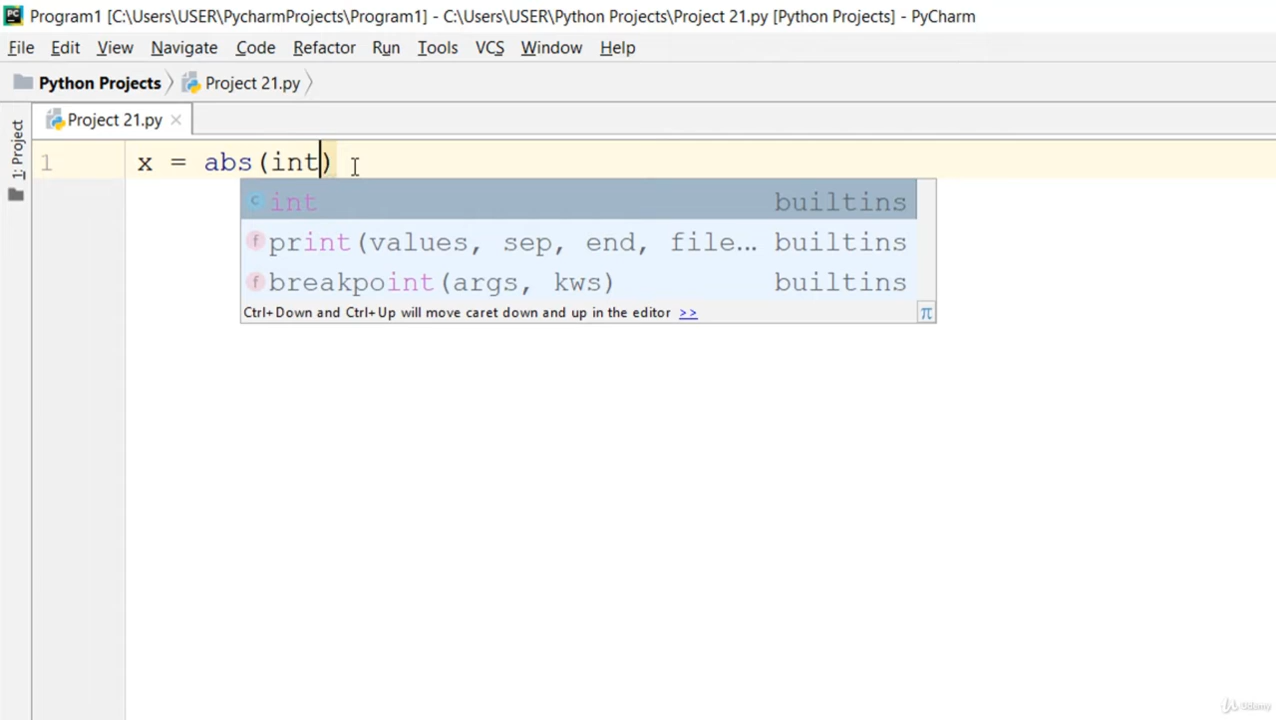 Program1 [C:\Users\USER\PycharmProjects\Program1] - C:\Users\USER\Python Projects\Project 21.py [Python Projects] - PyCharm
File Edit View Navigate Code Refactor Run Tools VCS Window Help
Python Projects Project 21.py
Project 21.py
1: Project
1 x = abs(int)
int builtins
print(values, sep, end, file... builtins
breakpoint(args, kws) builtins
Ctrl+Down and Ctrl+Up will move caret down and up in the editor >> π
Udemy